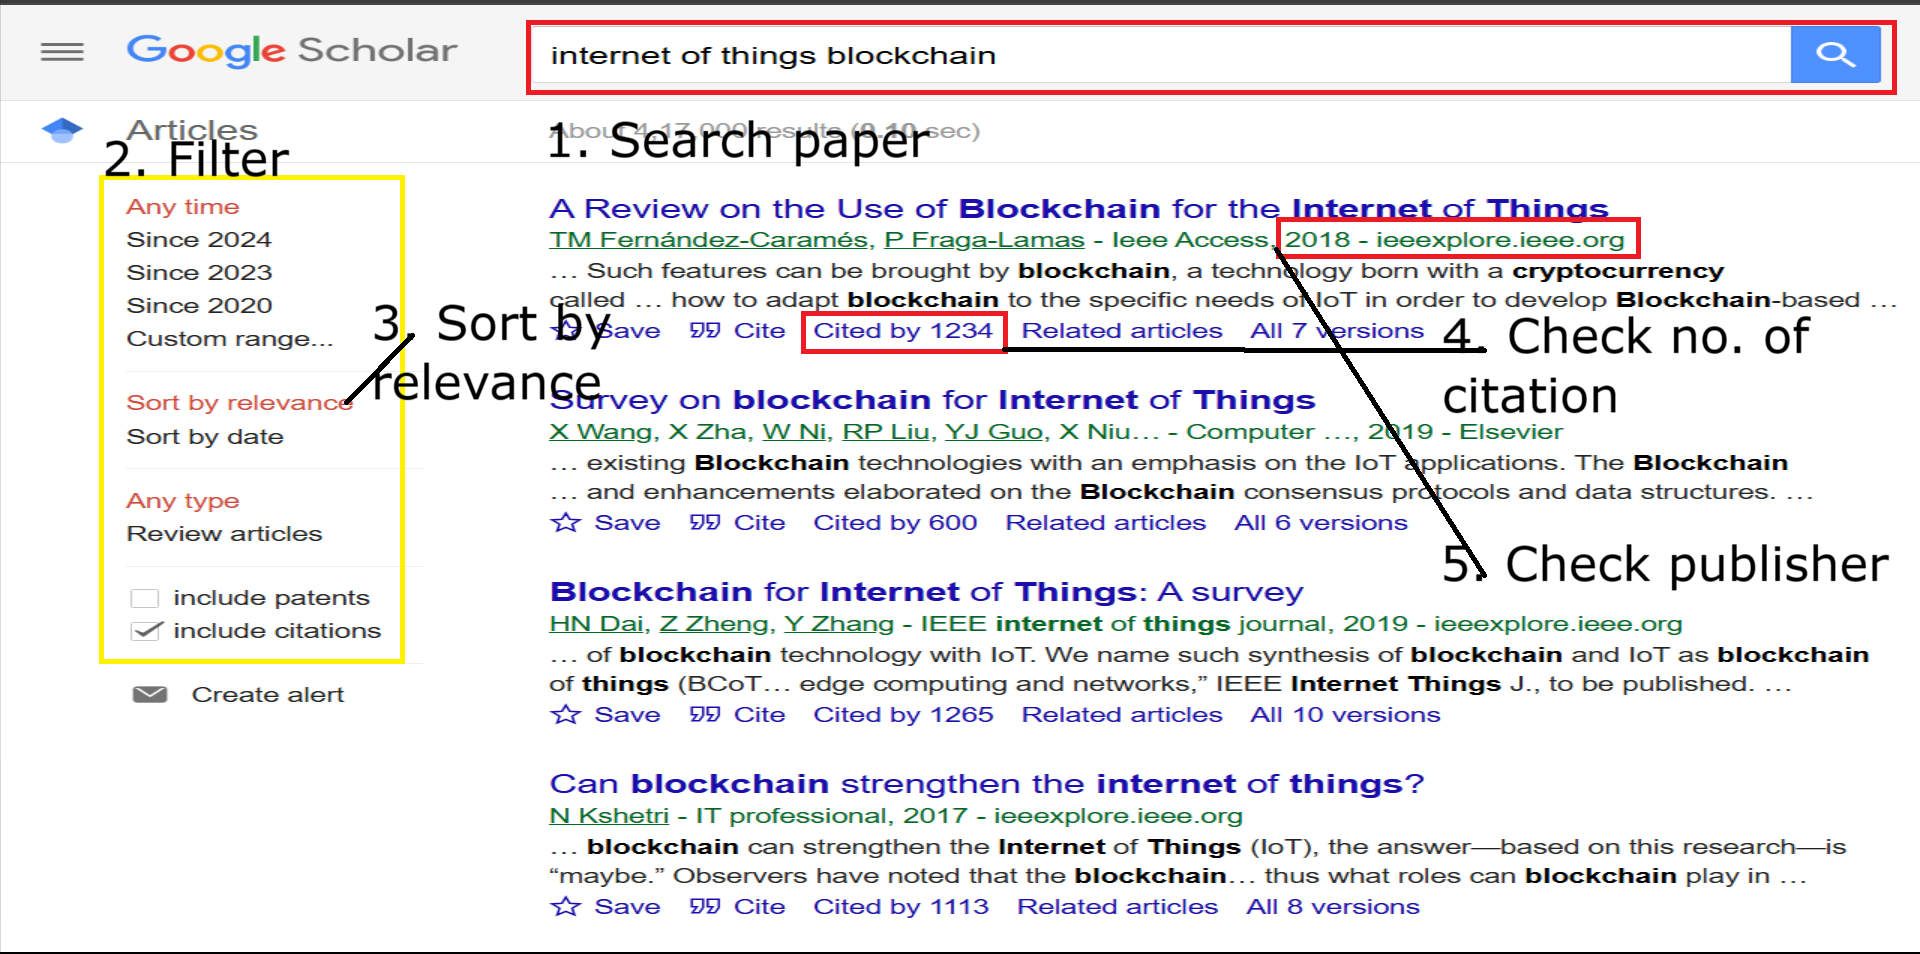 Google Scholar
internet of things blockchain
Articles
About 4,17,000 results (0.10 sec)
1. Search paper
2. Filter
Any time
Since 2024
Since 2023
Since 2020
Custom range...
3. Sort by
relevance
Sort by relevance
Sort by date
Any type
Review articles
include patents
include citations
Create alert
A Review on the Use of Blockchain for the Internet of Things
TM Fernández-Caramés, P Fraga-Lamas - Ieee Access, 2018 - ieeexplore.ieee.org
… Such features can be brought by blockchain, a technology born with a cryptocurrency
called … how to adapt blockchain to the specific needs of IoT in order to develop Blockchain-based …
Save Cite Cited by 1234 Related articles All 7 versions
4. Check no. of
citation
Survey on blockchain for Internet of Things
X Wang, X Zha, W Ni, RP Liu, YJ Guo, X Niu… - Computer …, 2019 - Elsevier
… existing Blockchain technologies with an emphasis on the IoT applications. The Blockchain
… and enhancements elaborated on the Blockchain consensus protocols and data structures. …
Save Cite Cited by 600 Related articles All 6 versions
5. Check publisher
Blockchain for Internet of Things: A survey
HN Dai, Z Zheng, Y Zhang - IEEE internet of things journal, 2019 - ieeexplore.ieee.org
… of blockchain technology with IoT. We name such synthesis of blockchain and IoT as blockchain
of things (BCoT… edge computing and networks,” IEEE Internet Things J., to be published. …
Save Cite Cited by 1265 Related articles All 10 versions
Can blockchain strengthen the internet of things?
N Kshetri - IT professional, 2017 - ieeexplore.ieee.org
… blockchain can strengthen the Internet of Things (IoT), the answer—based on this research—is
“maybe.” Observers have noted that the blockchain… thus what roles can blockchain play in …
Save Cite Cited by 1113 Related articles All 8 versions